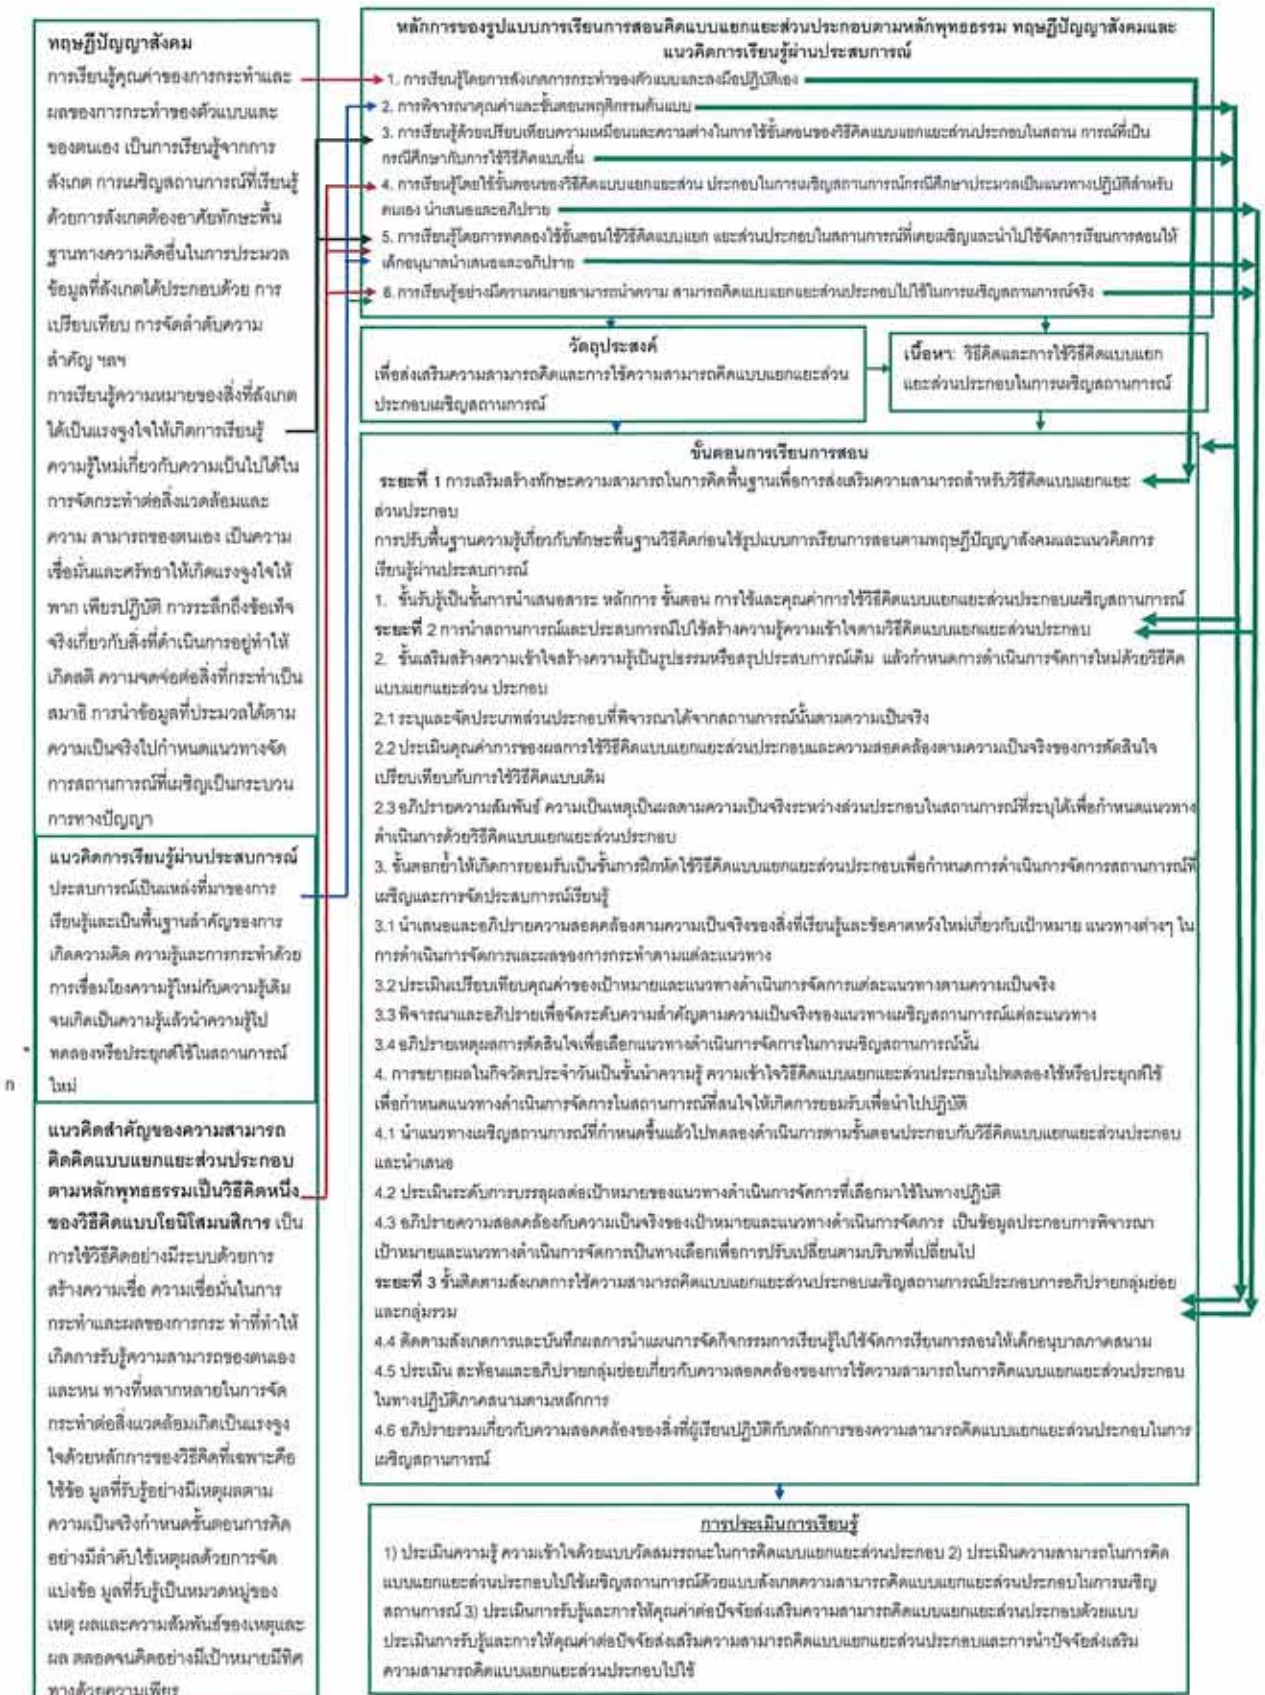 ทฤษฎีปัญญาสังคม
การเรียนรู้คุณค่าของการกระทำและ
ผลของการกระทำของตัวแบบและ
ของตนเอง เป็นการเรียนรู้จากการ
สังเกต การเผชิญสถานการณ์ที่เรียนรู้
ด้วยการสังเกตต้องอาศัยทักษะพื้น
ฐานทางความคิดอื่นในการประมวล
ข้อมูลที่สังเกตได้ประกอบด้วย การ
เปรียบเทียบ การจัดลำดับความ
สำคัญ ฯลฯ
การเรียนรู้ความหมายของสิ่งที่สังเกต
ได้เป็นแรงจูงใจให้เกิดการเรียนรู้
ความรู้ใหม่เกี่ยวกับความเป็นไปได้ใน
การจัดกระทำต่อสิ่งแวดล้อมและ
ความ สามารถของตนเอง เป็นความ
เชื่อมั่นและศรัทธาให้เกิดแรงจูงใจให้
พาก เพียรปฏิบัติ การระลึกถึงข้อเท็จ
จริงเกี่ยวกับสิ่งที่ดำเนินการอยู่ทำให้
เกิดสติ ความจดจ่อต่อสิ่งที่กระทำเป็น
สมาธิ การนำข้อมูลที่ประมวลได้ตาม
ความเป็นจริงไปกำหนดแนวทางจัด
การสถานการณ์ที่เผชิญเป็นกระบวน
การทางปัญญา
แนวคิดการเรียนรู้ผ่านประสบการณ์
ประสบการณ์เป็นแหล่งที่มาของการ
เรียนรู้และเป็นพื้นฐานสำคัญของการ
เกิดความคิด ความรู้และการกระทำด้วย
การเชื่อมโยงความรู้ใหม่กับความรู้เดิม
จนเกิดเป็นความรู้แล้วนำความรู้ไป
ทดลองหรือประยุกต์ใช้ในสถานการณ์
ใหม่
ก
แนวคิดสำคัญของความสามารถ
คิดคิดแบบแยกแยะส่วนประกอบ
ตามหลักพุทธธรรมเป็นวิธีคิดหนึ่ง
ของวิธีคิดแบบโยนิโสมนสิการ เป็น
การใช้วิธีคิดอย่างมีระบบด้วยการ
สร้างความเชื่อ ความเชื่อมั่นในการ
กระทำและผลของการกระ ทำที่ทำให้
เกิดการรับรู้ความสามารถของตนเอง
และหน ทางที่หลากหลายในการจัด
กระทำต่อสิ่งแวดล้อมเกิดเป็นแรงจูง
ใจด้วยหลักการของวิธีคิดที่เฉพาะคือ
ใช้ข้อ มูลที่รับรู้อย่างมีเหตุผลตาม
ความเป็นจริงกำหนดขั้นตอนการคิด
อย่างมีลำดับใช้เหตุผลด้วยการจัด
แบ่งข้อ มูลที่รับรู้เป็นหมวดหมู่ของ
เหตุ ผลและความสัมพันธ์ของเหตุและ
ผล ตลอดจนคิดอย่างมีเป้าหมายมีทิศ
ทางด้วยความเพียร
หลักการของรูปแบบการเรียนการสอนคิดแบบแยกแยะส่วนประกอบตามหลักพุทธธรรม ทฤษฎีปัญญาสังคมและ
แนวคิดการเรียนรู้ผ่านประสบการณ์
1. การเรียนรู้โดยการสังเกตการกระทำของตัวแบบและลงมือปฏิบัติเอง
2. การพิจารณาคุณค่าและขั้นตอนพฤติกรรมต้นแบบ
3. การเรียนรู้ด้วยเปรียบเทียบความเหมือนและความต่างในการใช้ขั้นตอนของวิธีคิดแบบแยกแยะส่วนประกอบในสถาน การณ์ที่เป็น
กรณีศึกษากับการใช้วิธีคิดแบบอื่น
4. การเรียนรู้โดยใช้ขั้นตอนของวิธีคิดแบบแยกแยะส่วน ประกอบในการเผชิญสถานการณ์กรณีศึกษาประมวลเป็นแนวทางปฏิบัติสำหรับ
ตนเอง นำเสนอและอภิปราย
5. การเรียนรู้โดยการทดลองใช้ขั้นตอนใช้วิธีคิดแบบแยก แยะส่วนประกอบในสถานการณ์ที่เคยเผชิญและนำไปใช้จัดการเรียนการสอนให้
เด็กอนุบาลนำเสนอและอภิปราย
6. การเรียนรู้อย่างมีความหมายสามารถนำความ สามารถคิดแบบแยกแยะส่วนประกอบไปใช้ในการเผชิญสถานการณ์จริง
วัตถุประสงค์
เพื่อส่งเสริมความสามารถคิดและการใช้ความสามารถคิดแบบแยกแยะส่วน
ประกอบเผชิญสถานการณ์
เนื้อหา: วิธีคิดและการใช้วิธีคิดแบบแยก
แยะส่วนประกอบในการเผชิญสถานการณ์
ขั้นตอนการเรียนการสอน
ระยะที่ 1 การเสริมสร้างทักษะความสามารถในการคิดพื้นฐานเพื่อการส่งเสริมความสามารถสำหรับวิธีคิดแบบแยกแยะ
ส่วนประกอบ
การปรับพื้นฐานความรู้เกี่ยวกับทักษะพื้นฐานวิธีคิดก่อนใช้รูปแบบการเรียนการสอนตามทฤษฎีปัญญาสังคมและแนวคิดการ
เรียนรู้ผ่านประสบการณ์
1. ขั้นรับรู้เป็นขั้นการนำเสนอสาระ หลักการ ขั้นตอน การใช้และคุณค่าการใช้วิธีคิดแบบแยกแยะส่วนประกอบเผชิญสถานการณ์
ระยะที่ 2 การนำสถานการณ์และประสบการณ์ไปใช้สร้างความรู้ความเข้าใจตามวิธีคิดแบบแยกแยะส่วนประกอบ
2. ขั้นเสริมสร้างความเข้าใจสร้างความรู้เป็นรูปธรรมหรือสรุปประสบการณ์เดิม แล้วกำหนดการดำเนินการจัดการใหม่ด้วยวิธีคิด
แบบแยกแยะส่วน ประกอบ
2.1 ระบุและจัดประเภทส่วนประกอบที่พิจารณาได้จากสถานการณ์นั้นตามความเป็นจริง
2.2 ประเมินคุณค่าการของผลการใช้วิธีคิดแบบแยกแยะส่วนประกอบและความสอดคล้องตามความเป็นจริงของการตัดสินใจ
เปรียบเทียบกับการใช้วิธีคิดแบบเดิม
2.3 อภิปรายความสัมพันธ์ ความเป็นเหตุเป็นผลตามความเป็นจริงระหว่างส่วนประกอบในสถานการณ์ที่ระบุได้เพื่อกำหนดแนวทาง
ดำเนินการด้วยวิธีคิดแบบแยกแยะส่วนประกอบ
3. ขั้นตอกย้ำให้เกิดการยอมรับเป็นขั้นการฝึกหัดใช้วิธีคิดแบบแยกแยะส่วนประกอบเพื่อกำหนดการดำเนินการจัดการสถานการณ์ที่
เผชิญและการจัดประสบการณ์เรียนรู้
3.1 นำเสนอและอภิปรายความสอดคล้องตามความเป็นจริงของสิ่งที่เรียนรู้และข้อคาดหวังใหม่เกี่ยวกับเป้าหมาย แนวทางต่างๆ ใน
การดำเนินการจัดการและผลของการกระทำตามแต่ละแนวทาง
3.2 ประเมินเปรียบเทียบคุณค่าของเป้าหมายและแนวทางดำเนินการจัดการแต่ละแนวทางตามความเป็นจริง
3.3 พิจารณาและอภิปรายเพื่อจัดระดับความสำคัญตามความเป็นจริงของแนวทางเผชิญสถานการณ์แต่ละแนวทาง
3.4 อภิปรายเหตุผลการตัดสินใจเพื่อเลือกแนวทางดำเนินการจัดการในการเผชิญสถานการณ์นั้น
4. การขยายผลในกิจวัตรประจำวันเป็นขั้นนำความรู้ ความเข้าใจวิธีคิดแบบแยกแยะส่วนประกอบไปทดลองใช้หรือประยุกต์ใช้
เพื่อกำหนดแนวทางดำเนินการจัดการในสถานการณ์ที่สนใจให้เกิดการยอมรับเพื่อนำไปปฏิบัติ
4.1 นำแนวทางเผชิญสถานการณ์ที่กำหนดขึ้นแล้วไปทดลองดำเนินการตามขั้นตอนประกอบกับวิธีคิดแบบแยกแยะส่วนประกอบ
และนำเสนอ
4.2 ประเมินระดับการบรรลุผลต่อเป้าหมายของแนวทางดำเนินการจัดการที่เลือกมาใช้ในทางปฏิบัติ
4.3 อภิปรายความสอดคล้องกับความเป็นจริงของเป้าหมายและแนวทางดำเนินการจัดการ เป็นข้อมูลประกอบการพิจารณา
เป้าหมายและแนวทางดำเนินการจัดการเป็นทางเลือกเพื่อการปรับเปลี่ยนตามบริบทที่เปลี่ยนไป
ระยะที่ 3 ขั้นติดตามสังเกตการใช้ความสามารถคิดแบบแยกแยะส่วนประกอบเผชิญสถานการณ์ประกอบการอภิปรายกลุ่มย่อย
และกลุ่มรวม
4.4 ติดตามสังเกตการและบันทึกผลการนำแผนการจัดกิจกรรมการเรียนรู้ไปใช้จัดการเรียนการสอนให้เด็กอนุบาลภาคสนาม
4.5 ประเมิน สะท้อนและอภิปรายกลุ่มย่อยเกี่ยวกับความสอดคล้องของการใช้ความสามารถในการคิดแบบแยกแยะส่วนประกอบ
ในทางปฏิบัติภาคสนามตามหลักการ
4.6 อภิปรายรวมเกี่ยวกับความสอดคล้องของสิ่งที่ผู้เรียนปฏิบัติกับหลักการของความสามารถคิดแบบแยกแยะส่วนประกอบในการ
เผชิญสถานการณ์
การประเมินการเรียนรู้
1) ประเมินความรู้ ความเข้าใจด้วยแบบวัดสมรรถนะในการคิดแบบแยกแยะส่วนประกอบ 2) ประเมินความสามารถในการคิด
แบบแยกแยะส่วนประกอบไปใช้เผชิญสถานการณ์ด้วยแบบสังเกตความสามารถคิดแบบแยกแยะส่วนประกอบในการเผชิญ
สถานการณ์ 3) ประเมินการรับรู้และการให้คุณค่าต่อปัจจัยส่งเสริมความสามารถคิดแบบแยกแยะส่วนประกอบด้วยแบบ
ประเมินการรับรู้และการให้คุณค่าต่อปัจจัยส่งเสริมความสามารถคิดแบบแยกแยะส่วนประกอบและการนำปัจจัยส่งเสริม
ความสามารถคิดแบบแยกแยะส่วนประกอบไปใช้